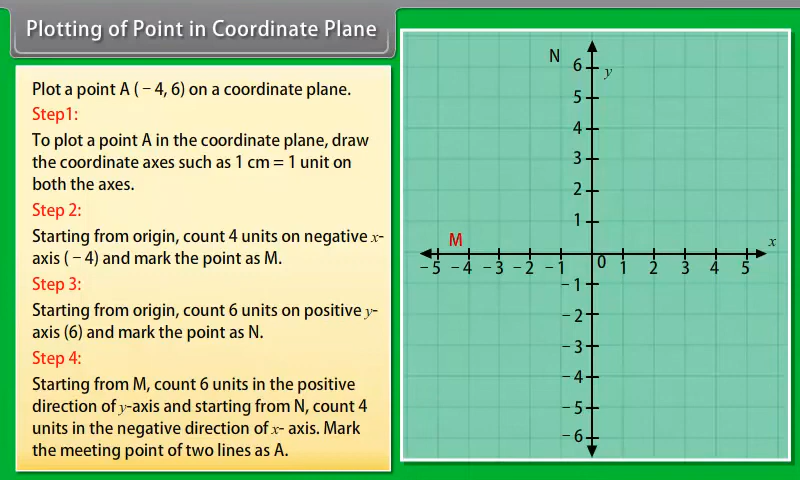 Plotting of Point in Coordinate Plane
Plot a point A ( – 4, 6) on a coordinate plane.
Step1:
To plot a point A in the coordinate plane, draw
the coordinate axes such as 1 cm = 1 unit on
both the axes.
Step 2:
Starting from origin, count 4 units on negative x-
axis ( – 4) and mark the point as M.
Step 3:
Starting from origin, count 6 units on positive y-
axis (6) and mark the point as N.
Step 4:
Starting from M, count 6 units in the positive
direction of y-axis and starting from N, count 4
units in the negative direction of x- axis. Mark
the meeting point of two lines as A.
N
6
y
5
4
3
2
1
M
x
– 5 – 4 – 3 – 2 – 1 0 1 2 3 4 5
– 1
– 2
– 3
– 4
– 5
– 6